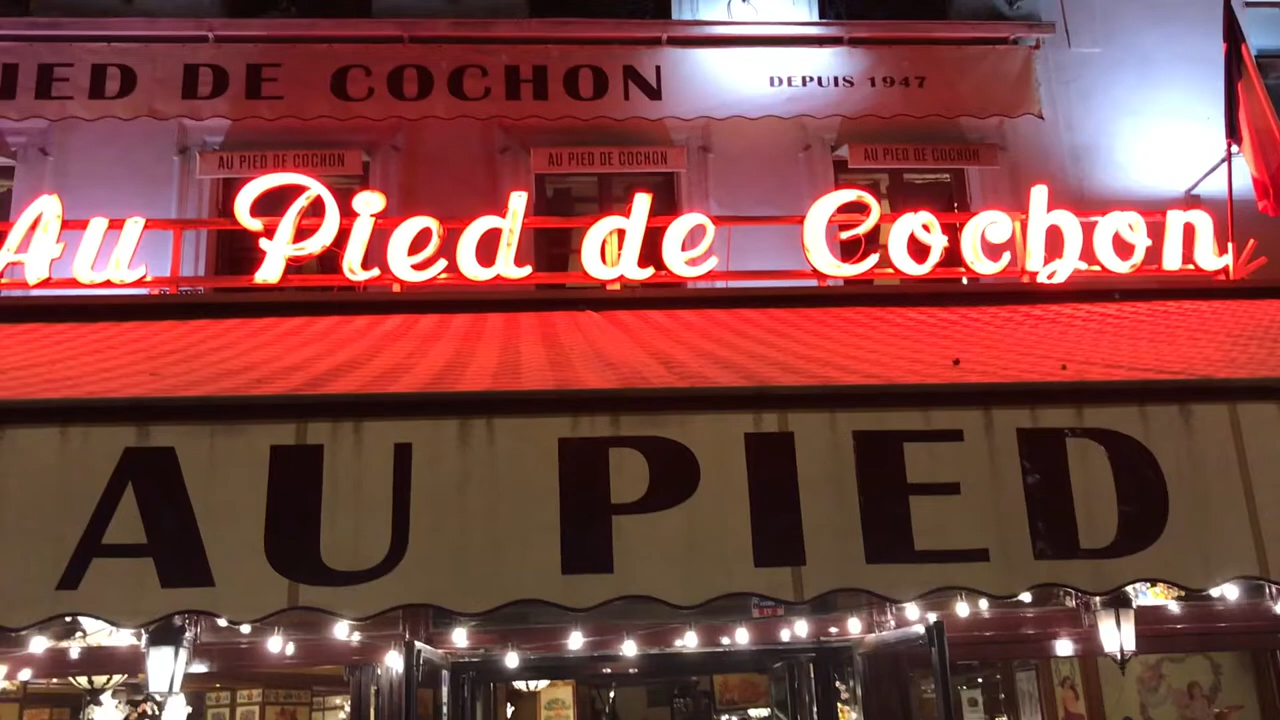 IED DE COCHON DEPUIS 1947
AU PIED DE COCHON
AU PIED DE COCHON
AU PIED DE COCHON
Au Pied de Cochon
AU PIED